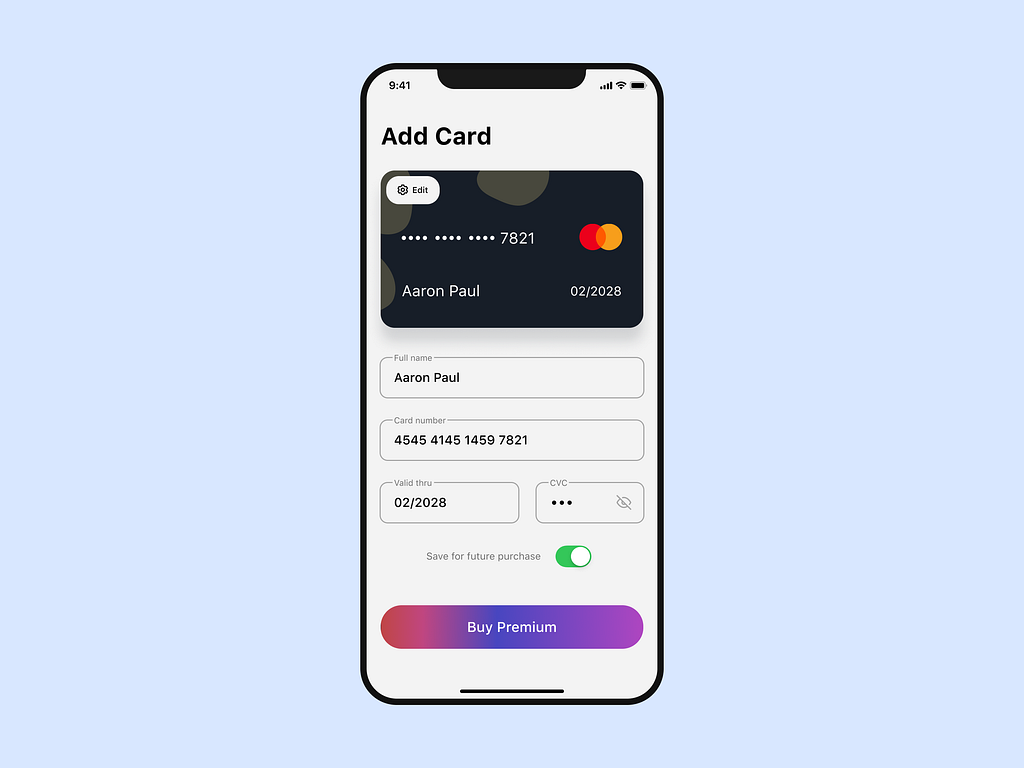 9:41
Add Card
Edit
•••• •••• •••• 7821
Aaron Paul
02/2028
Full name
Aaron Paul
Card number
4545 4145 1459 7821
Valid thru
02/2028
CVC
•••
Save for future purchase
Buy Premium